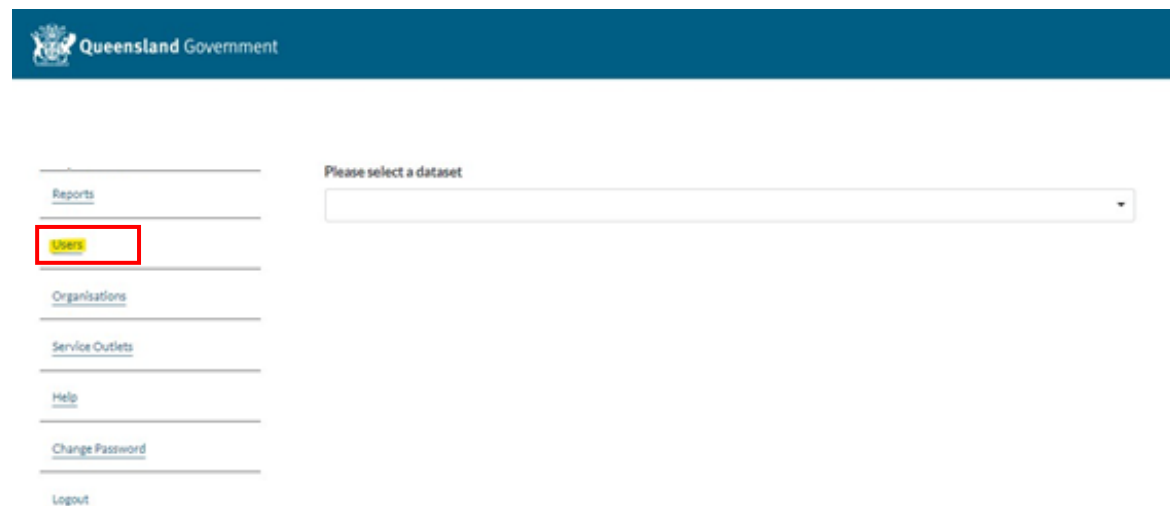 Queensland Government
Please select a dataset
Reports
Users
Organisations
Service Outlets
Help
Change Password
Logout